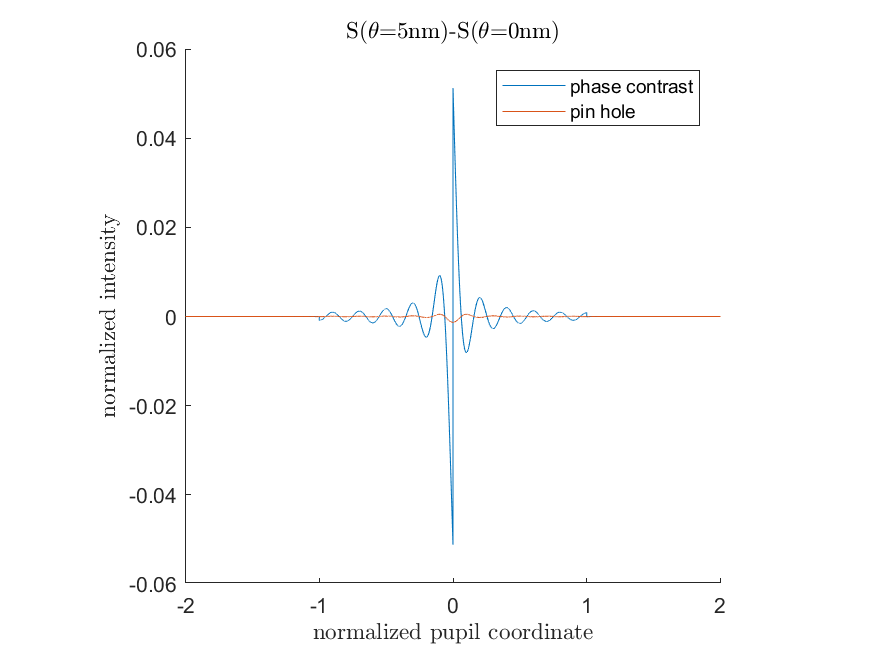 S(θ=5nm)-S(θ=0nm)
0.06
phase contrast
pin hole
0.04
0.02
0
-0.02
-0.04
-0.06
normalized intensity
-2 -1 0 1 2
normalized pupil coordinate